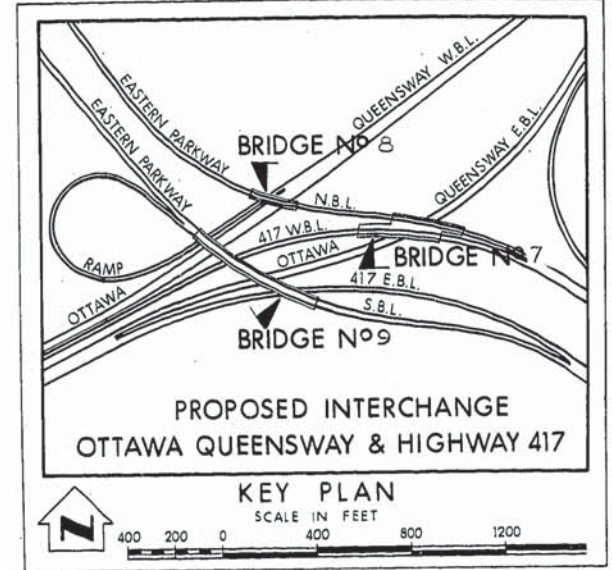 EASTERN PARKWAY
EASTERN PARKWAY
QUEENSWAY W.B.L.
BRIDGE Nº 8
QUEENSWAY E.B.L.
N.B.L.
417 W.B.L.
OTTAWA
BRIDGE Nº 7
RAMP
417 E.B.L.
OTTAWA
S.B.L.
BRIDGE Nº 9
PROPOSED INTERCHANGE
OTTAWA QUEENSWAY & HIGHWAY 417
KEY PLAN
SCALE IN FEET
N
400 200 0 400 800 1200